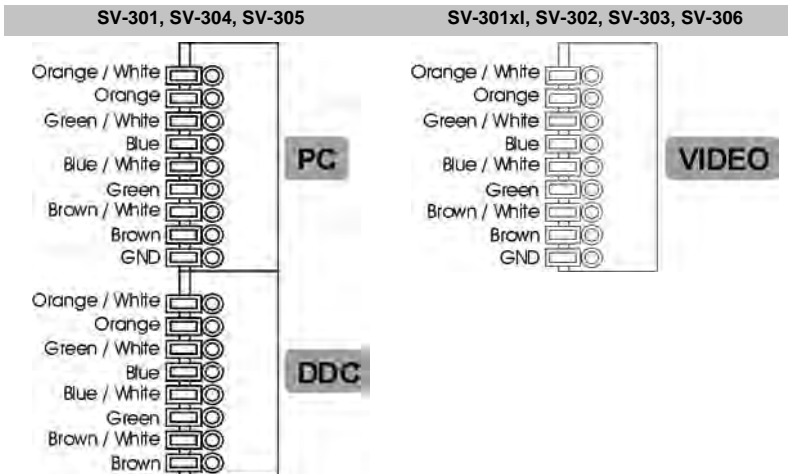 SV-301, SV-304, SV-305
Orange / White
Orange
Green / White
Blue
Blue / White
Green
Brown / White
Brown
GND
PC
Orange / White
Orange
Green / White
Blue
Blue / White
Green
Brown / White
Brown
DDC
SV-301xl, SV-302, SV-303, SV-306
Orange / White
Orange
Green / White
Blue
Blue / White
Green
Brown / White
Brown
GND
VIDEO